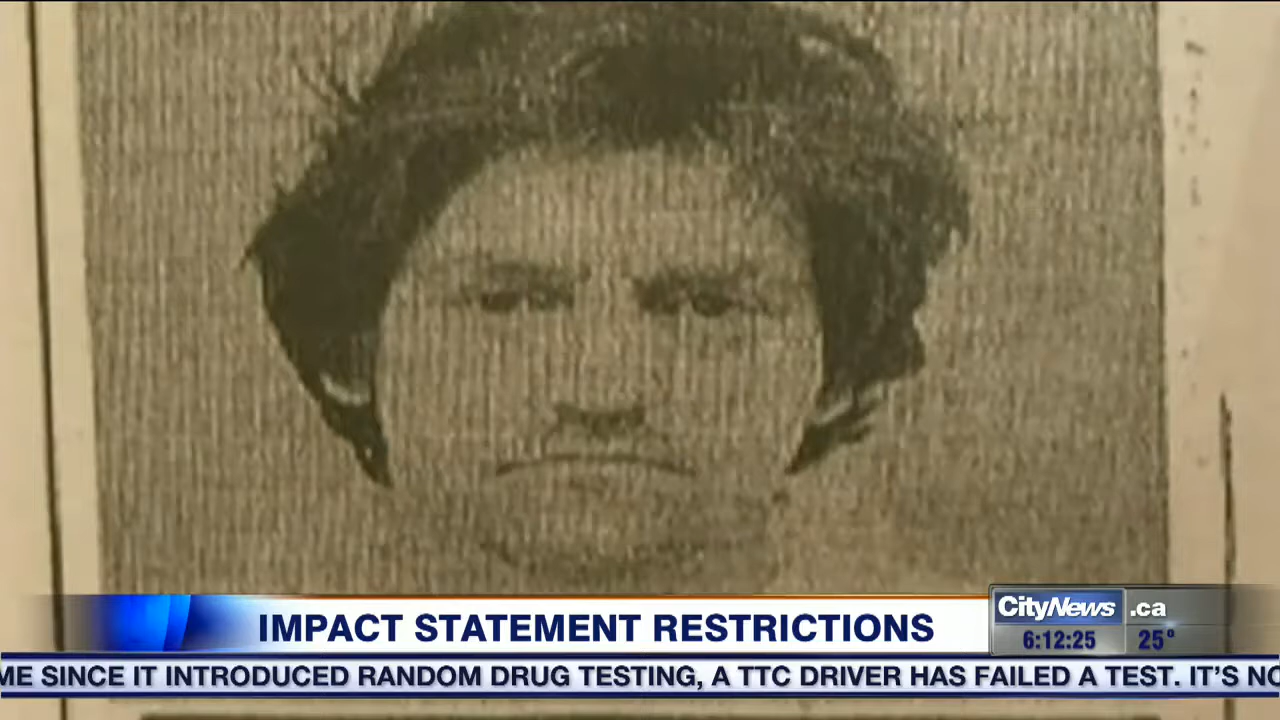 IMPACT STATEMENT RESTRICTIONS
CityNews .ca
6:12:25 25°
ME SINCE IT INTRODUCED RANDOM DRUG TESTING, A TTC DRIVER HAS FAILED A TEST. IT'S NO